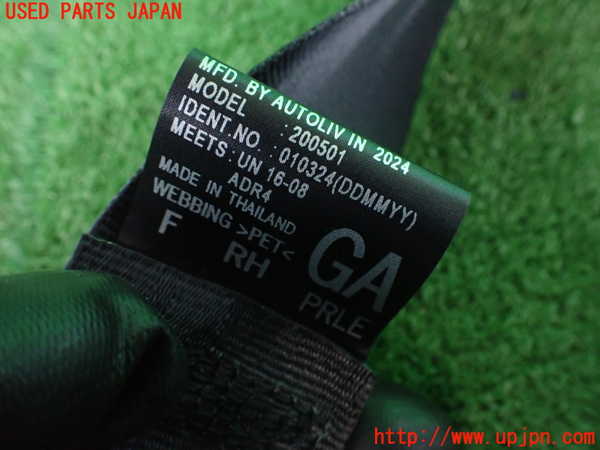 USED PARTS JAPAN
MFD. BY AUTOLIV IN 2024
MODEL : 200501
IDENT.NO. : 010324(DDMMYY)
MEETS: UN 16-08
ADR4
MADE IN THAILAND
WEBBING >PET<
F RH
GA
PRLE
http://www.upjpn.com/